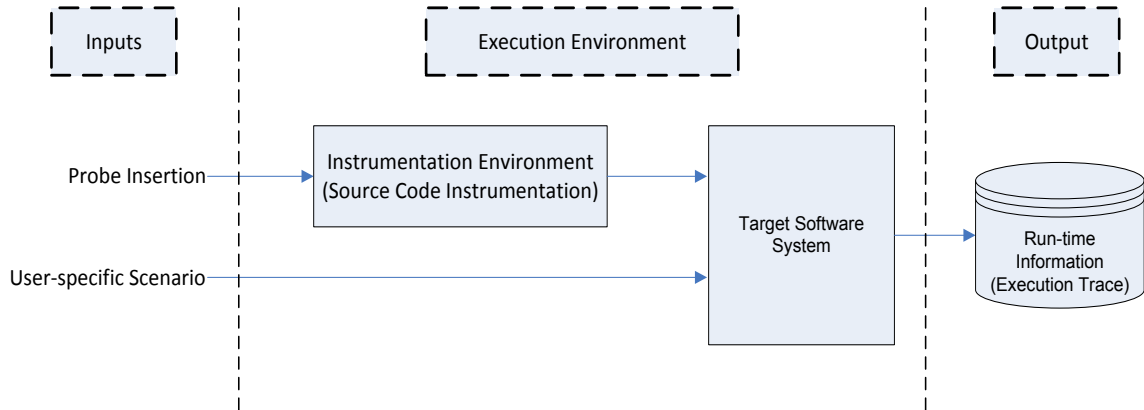 Inputs
Execution Environment
Output
Probe Insertion
Instrumentation Environment
(Source Code Instrumentation)
User-specific Scenario
Target Software
System
Run-time
Information
(Execution Trace)